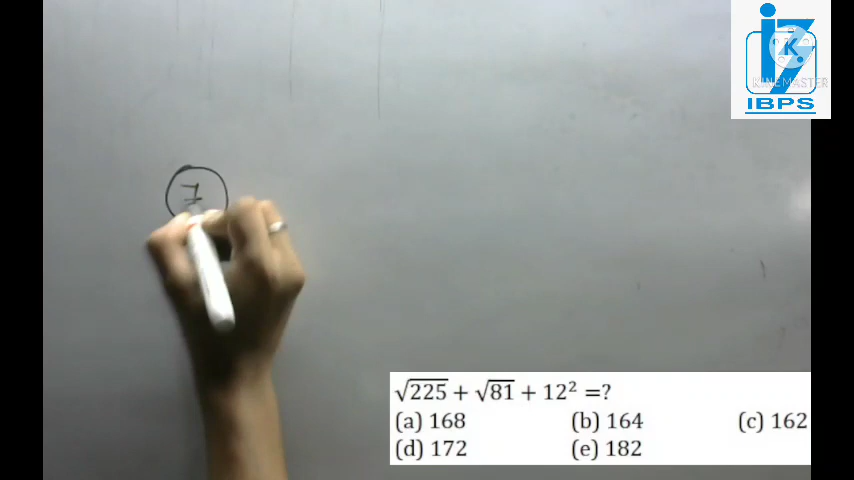 K
KINEMASTER
IBPS
7
√225 + √81 + 12² =?
(a) 168 (b) 164 (c) 162
(d) 172 (e) 182